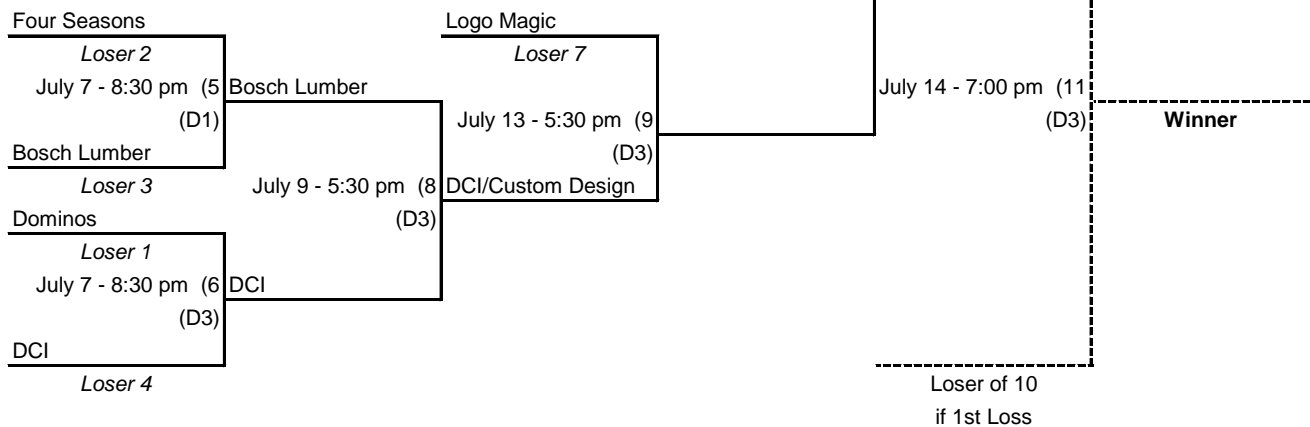 Four Seasons
Logo Magic
Loser 2
Loser 7
July 7 - 8:30 pm (5
Bosch Lumber
July 14 - 7:00 pm (11
(D1)
July 13 - 5:30 pm (9
(D3)
Winner
Bosch Lumber
(D3)
Loser 3
July 9 - 5:30 pm (8
DCI/Custom Design
Dominos
(D3)
Loser 1
July 7 - 8:30 pm (6
DCI
(D3)
DCI
Loser 4
Loser of 10
if 1st Loss